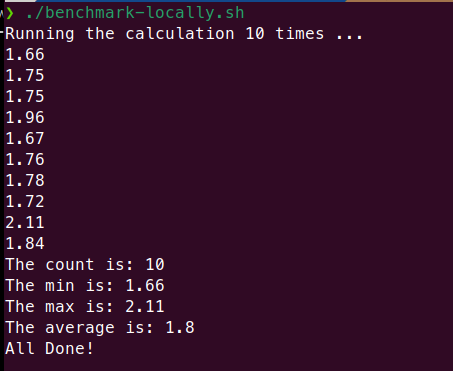 ❯ ./benchmark-locally.sh
Running the calculation 10 times ...
1.66
1.75
1.75
1.96
1.67
1.76
1.78
1.72
2.11
1.84
The count is: 10
The min is: 1.66
The max is: 2.11
The average is: 1.8
All Done!